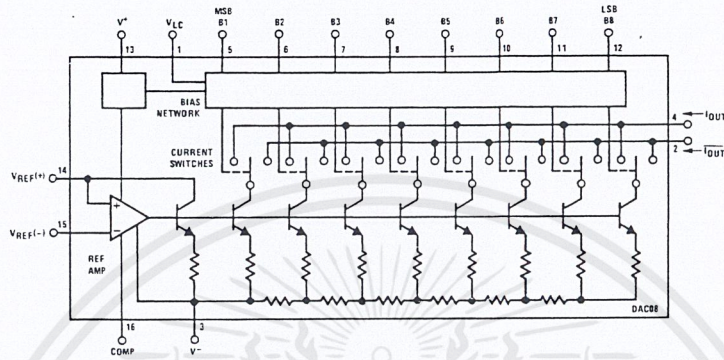 MSB LSB
V+ VLC B1 B2 B3 B4 B5 B6 B7 B8
13 1 5 6 7 8 9 10 11 12
BIAS
NETWORK
4 IOUT
CURRENT
SWITCHES
2 IOUT
14
VREF(+)
+
VREF(-) 15
−
REF
AMP
DAC08
16 3
COMP V−